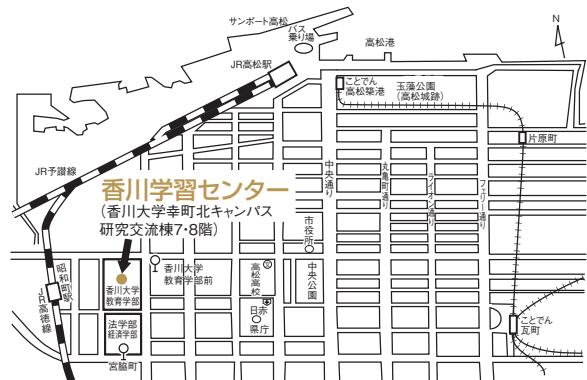 サンポート高松
バス
乗り場
高松港
N
JR高松駅
ことでん
高松築港
玉藻公園
(高松城跡)
片原町
JR予讃線
香川学習センター
(香川大学幸町北キャンパス
研究交流棟7・8階)
中央通り
丸亀町通り
ライオン通り
フェリー通り
市役所
昭和町駅
JR高徳線
香川大学
教育学部
香川大学
教育学部前
高松高校
中央公園
法学部
経済学部
日赤
県庁
宮脇町
ことでん
瓦町